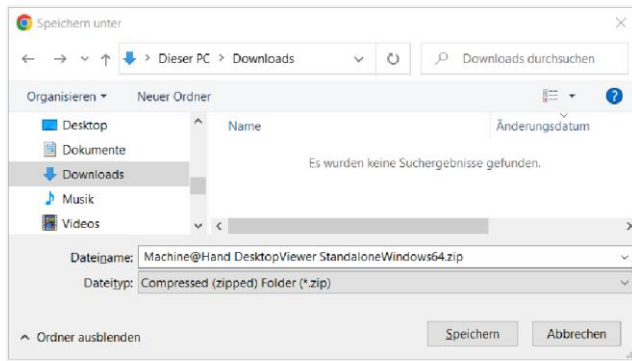 Speichern unter
Dieser PC > Downloads
Downloads durchsuchen
Organisieren
Neuer Ordner
Desktop
Dokumente
Downloads
Musik
Videos
Name
Änderungsdatum
Es wurden keine Suchergebnisse gefunden.
Dateiname: Machine@Hand DesktopViewer StandaloneWindows64.zip
Dateityp: Compressed (zipped) Folder (*.zip)
Ordner ausblenden
Speichern
Abbrechen